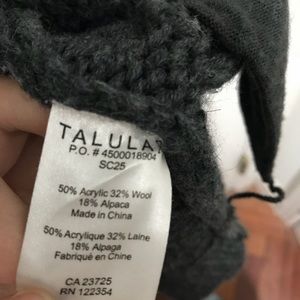 TALULA
P.O. # 4500018904
SC25
50% Acrylic 32% Wool
18% Alpaca
Made in China
50% Acrylique 32% Laine
18% Alpaga
Fabriqué en Chine
CA 23725
RN 122354